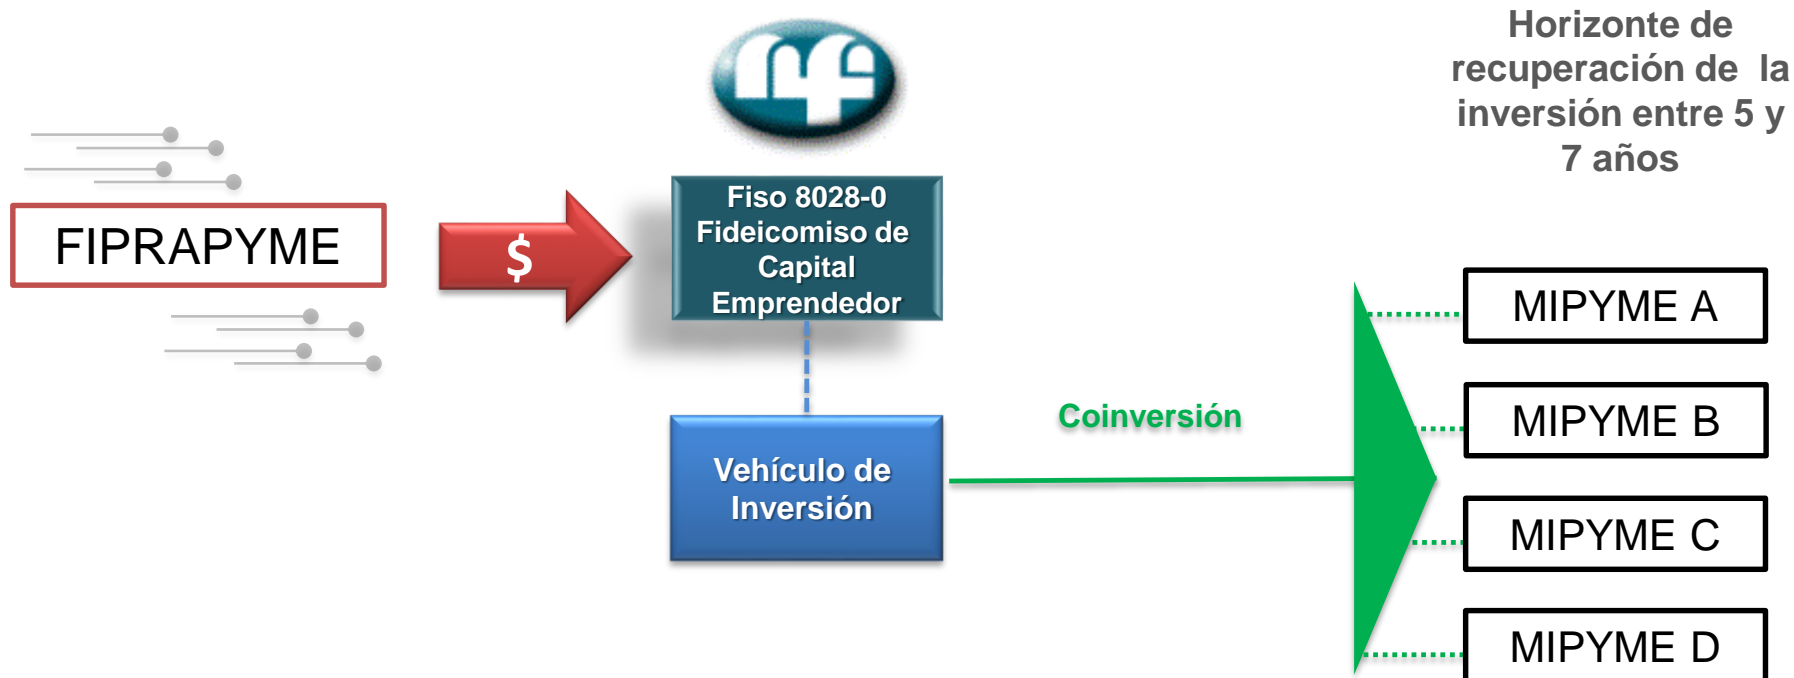 Horizonte de
recuperación de la
inversión entre 5 y
7 años
nf
FIPRAPYME
$
Fiso 8028-0
Fideicomiso de
Capital
Emprendedor
Vehículo de
Inversión
Coinversión
MIPYME A
MIPYME B
MIPYME C
MIPYME D